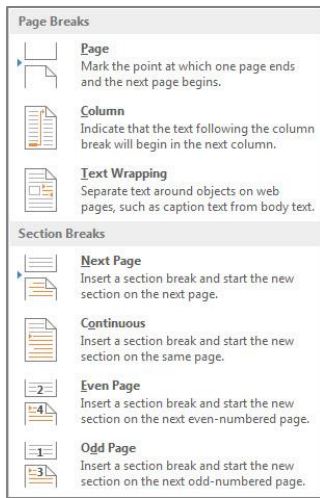 Page Breaks
Page
Mark the point at which one page ends
and the next page begins.
Column
Indicate that the text following the column
break will begin in the next column.
Text Wrapping
Separate text around objects on web
pages, such as caption text from body text.
Section Breaks
Next Page
Insert a section break and start the new
section on the next page.
Continuous
Insert a section break and start the new
section on the same page.
2
4
Even Page
Insert a section break and start the new
section on the next even-numbered page.
1
3
Odd Page
Insert a section break and start the new
section on the next odd-numbered page.